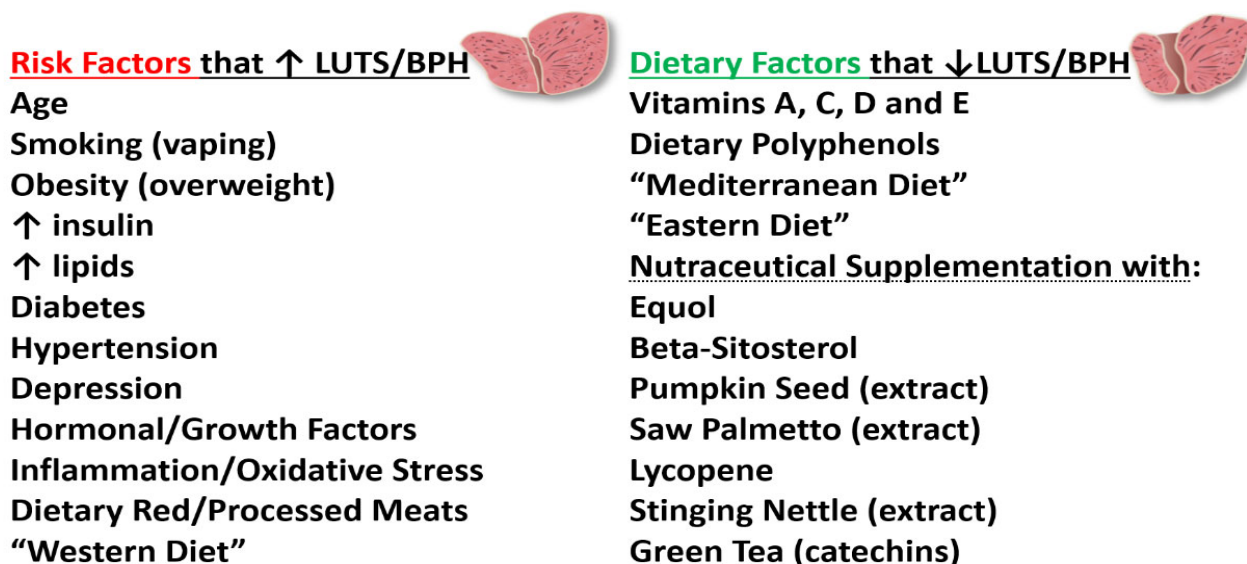 Risk Factors that ↑ LUTS/BPH
Age
Smoking (vaping)
Obesity (overweight)
↑ insulin
↑ lipids
Diabetes
Hypertension
Depression
Hormonal/Growth Factors
Inflammation/Oxidative Stress
Dietary Red/Processed Meats
“Western Diet”
Dietary Factors that ↓LUTS/BPH
Vitamins A, C, D and E
Dietary Polyphenols
“Mediterranean Diet”
“Eastern Diet”
Nutraceutical Supplementation with:
Equol
Beta-Sitosterol
Pumpkin Seed (extract)
Saw Palmetto (extract)
Lycopene
Stinging Nettle (extract)
Green Tea (catechins)